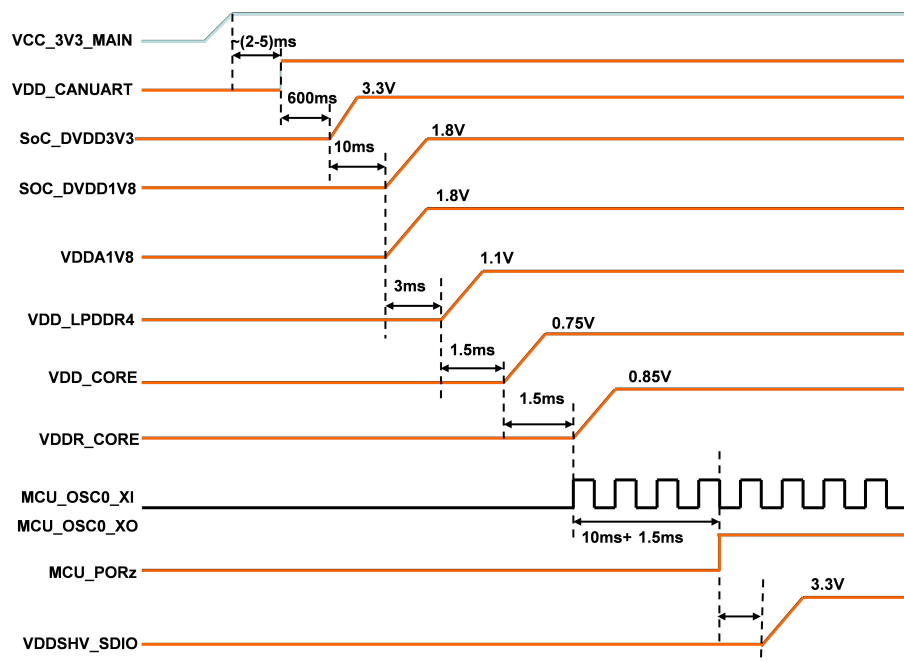 VCC_3V3_MAIN
~(2-5)ms
VDD_CANUART
600ms
3.3V
SoC_DVDD3V3
10ms
1.8V
SOC_DVDD1V8
1.8V
VDDA1V8
1.1V
3ms
VDD_LPDDR4
0.75V
1.5ms
VDD_CORE
0.85V
1.5ms
VDDR_CORE
MCU_OSC0_XI
MCU_OSC0_XO
10ms+ 1.5ms
MCU_PORz
3.3V
VDDSHV_SDIO